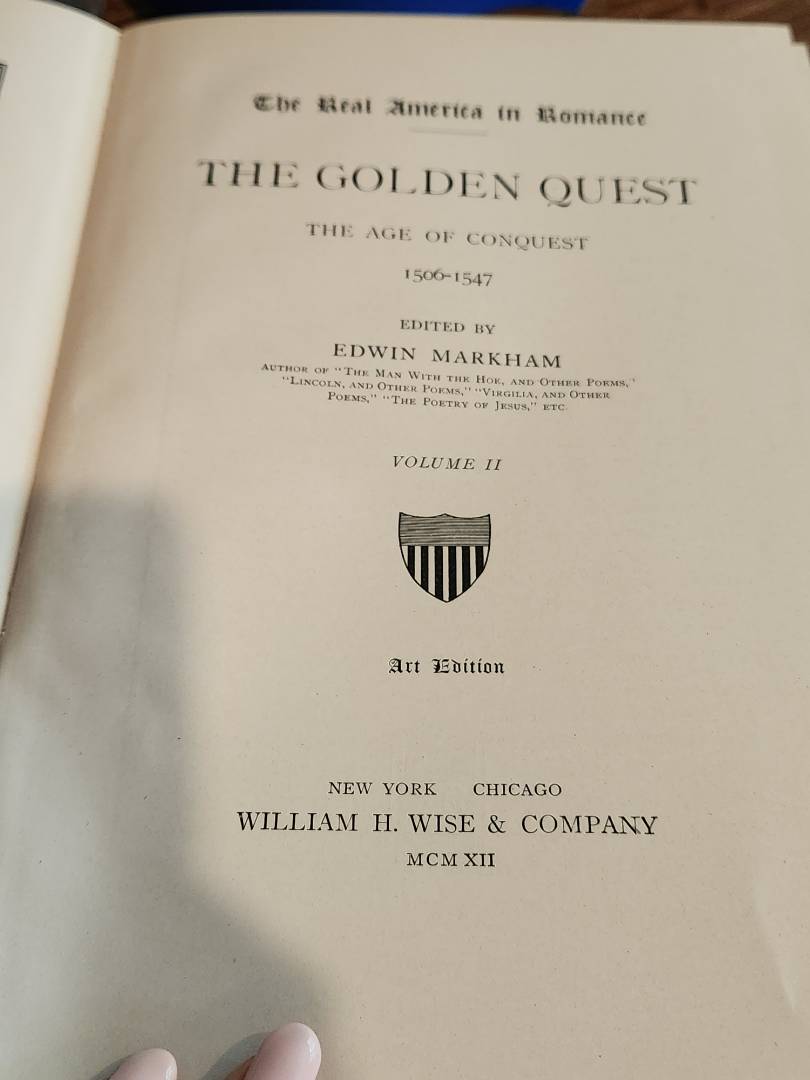 The Real America in Romance
THE GOLDEN QUEST
THE AGE OF CONQUEST
1506-1547
EDITED BY
EDWIN MARKHAM
AUTHOR OF "THE MAN WITH THE HOE, AND OTHER POEMS,"
"LINCOLN, AND OTHER POEMS," "VIRGILIA, AND OTHER
POEMS," "THE POETRY OF JESUS," ETC.
VOLUME II
Art Edition
NEW YORK CHICAGO
WILLIAM H. WISE & COMPANY
MCM XII